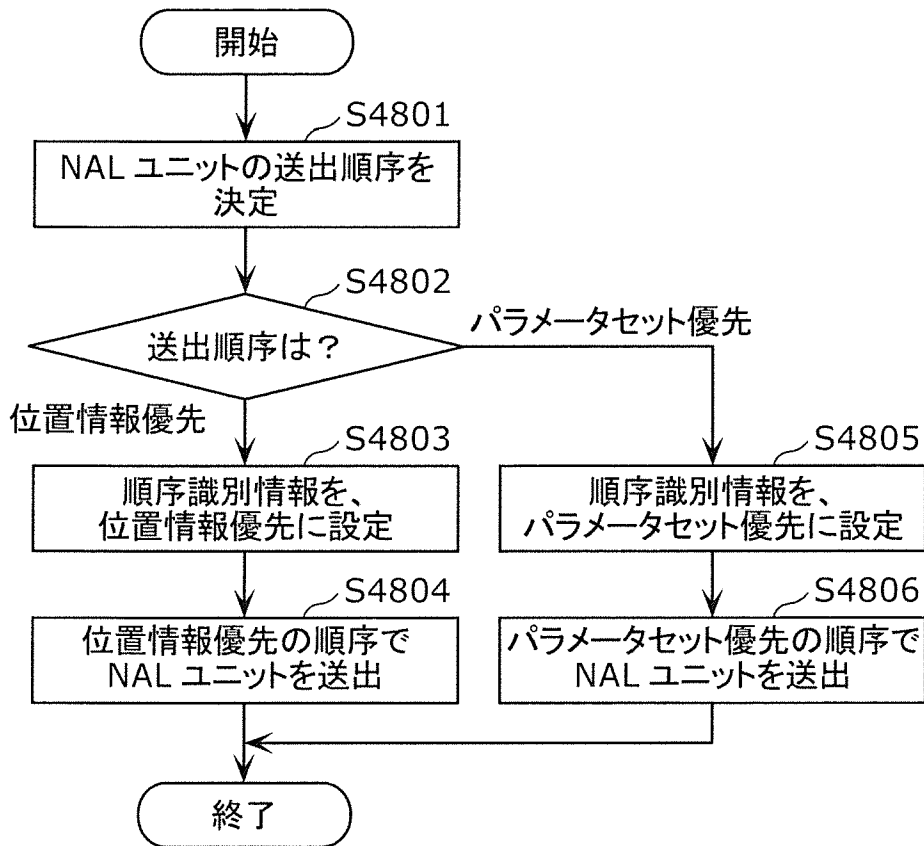 開始
S4801
NAL ユニットの送出順序を
決定
S4802
送出順序は？
パラメータセット優先
位置情報優先
S4803
順序識別情報を、
位置情報優先に設定
S4805
順序識別情報を、
パラメータセット優先に設定
S4804
位置情報優先の順序で
NAL ユニットを送出
S4806
パラメータセット優先の順序で
NAL ユニットを送出
終了